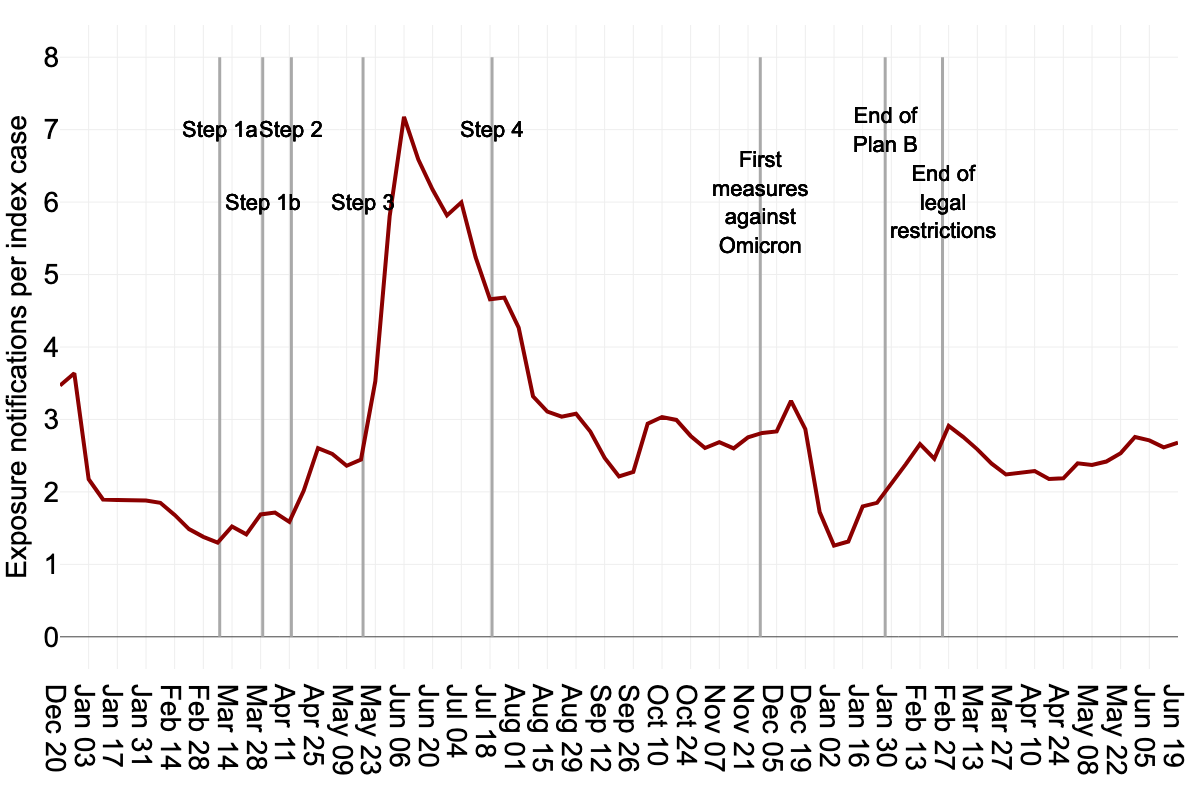 Exposure notifications per index case
8
7
6
5
4
3
2
1
0
Step 1a
Step 1b
Step 2
Step 3
Step 4
First
measures
against
Omicron
End of
Plan B
End of
legal
restrictions
Dec 20
Jan 03
Jan 17
Jan 31
Feb 14
Feb 28
Mar 14
Mar 28
Apr 11
Apr 25
May 09
May 23
Jun 06
Jun 20
Jul 04
Jul 18
Aug 01
Aug 15
Aug 29
Sep 12
Sep 26
Oct 10
Oct 24
Nov 07
Nov 21
Dec 05
Dec 19
Jan 02
Jan 16
Jan 30
Feb 13
Feb 27
Mar 13
Mar 27
Apr 10
Apr 24
May 08
May 22
Jun 05
Jun 19